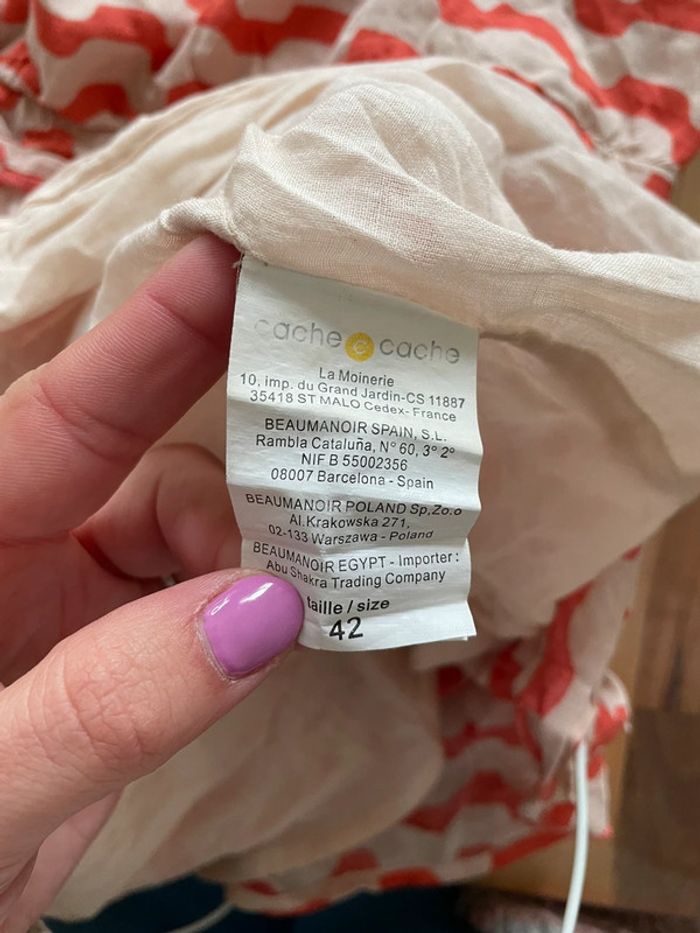 cache cache
La Moinerie
10, imp. du Grand Jardin-CS 11887
35418 ST MALO Cedex- France
BEAUMANOIR SPAIN, S.L.
Rambla Cataluña, N° 60, 3° 2°
NIF B 55002356
08007 Barcelona - Spain
BEAUMANOIR POLAND Sp,Zo.o
Al.Krakowska 271,
02-133 Warszawa - Poland
BEAUMANOIR EGYPT - Importer :
Abu Shakra Trading Company
taille / size
42